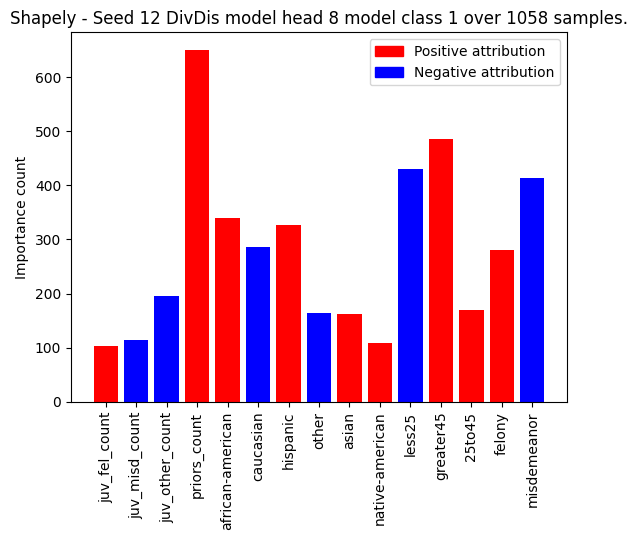 Shapely - Seed 12 DivDis model head 8 model class 1 over 1058 samples.
Positive attribution
Negative attribution
Importance count
600
500
400
300
200
100
0
juv_fel_count
juv_misd_count
juv_other_count
priors_count
african-american
caucasian
hispanic
other
asian
native-american
less25
greater45
25to45
felony
misdemeanor